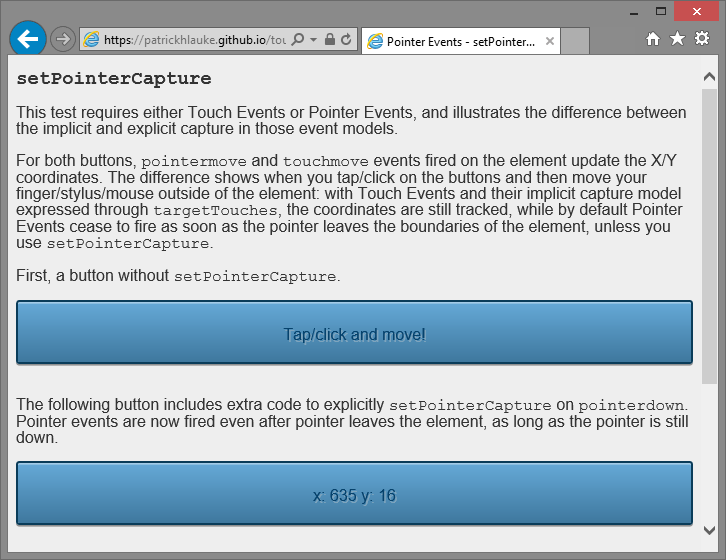 https://patrickhlauke.github.io/tou
Pointer Events - setPointer...
setPointerCapture
This test requires either Touch Events or Pointer Events, and illustrates the difference between
the implicit and explicit capture in those event models.
For both buttons, pointermove and touchmove events fired on the element update the X/Y
coordinates. The difference shows when you tap/click on the buttons and then move your
finger/stylus/mouse outside of the element: with Touch Events and their implicit capture model
expressed through targetTouches, the coordinates are still tracked, while by default Pointer
Events cease to fire as soon as the pointer leaves the boundaries of the element, unless you
use setPointerCapture.
First, a button without setPointerCapture.
Tap/click and move!
The following button includes extra code to explicitly setPointerCapture on pointerdown.
Pointer events are now fired even after pointer leaves the element, as long as the pointer is still
down.
x: 635 y: 16